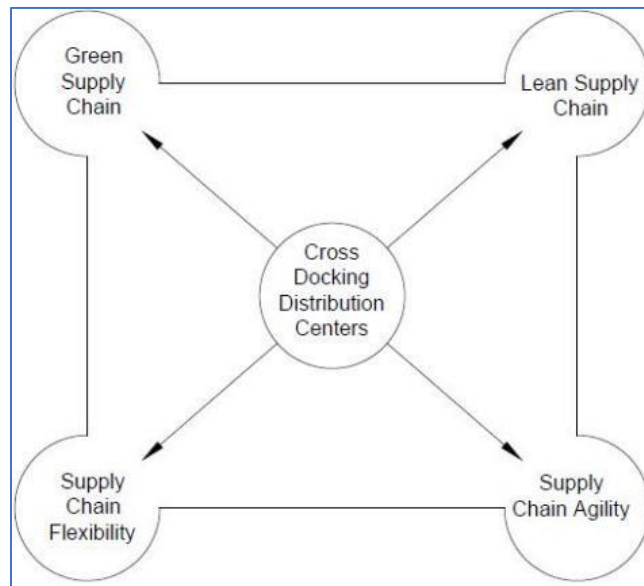 Green
Supply
Chain
Lean Supply
Chain
Cross
Docking
Distribution
Centers
Supply
Chain
Flexibility
Supply
Chain Agility